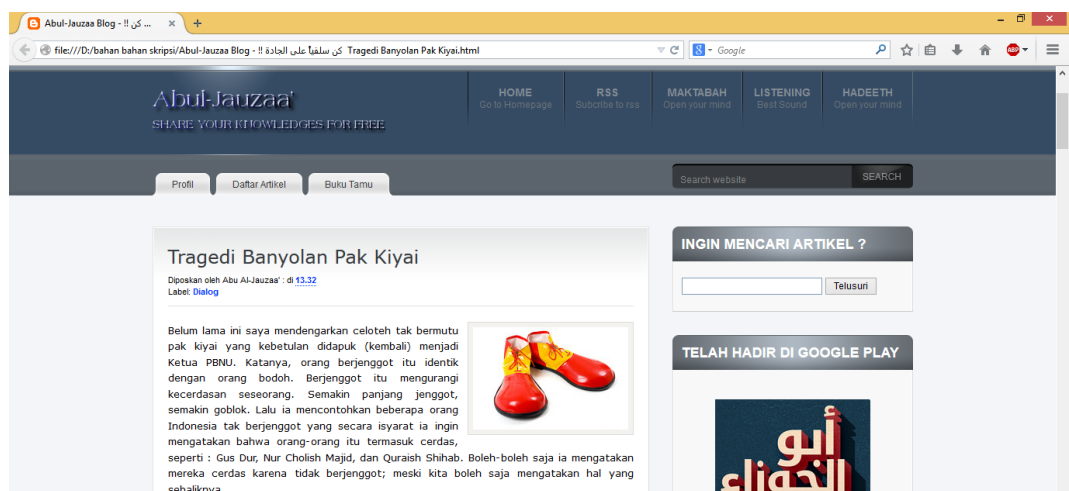 Abul-Jauzaa Blog - !! كن ...
file:///D:/bahan bahan skripsi/Abul-Jauzaa Blog - !! كن سلفياً على الجادة Tragedi Banyolan Pak Kiyai.html
Google
ABP
Abul-Jauzaa'
SHARE YOUR KNOWLEDGES FOR FREE
HOME
Go to Homepage
RSS
Subcribe to rss
MAKTABAH
Open your mind
LISTENING
Best Sound
HADEETH
Open your mind
Profil
Daftar Artikel
Buku Tamu
Search website
SEARCH
Tragedi Banyolan Pak Kiyai
Diposkan oleh Abu Al-Jauzaa' : di 13.32
Label: Dialog
Belum lama ini saya mendengarkan celoteh tak bermutu
pak kiyai yang kebetulan didapuk (kembali) menjadi
Ketua PBNU. Katanya, orang berjenggot itu identik
dengan orang bodoh. Berjenggot itu mengurangi
kecerdasan seseorang. Semakin panjang jenggot,
semakin goblok. Lalu ia mencontohkan beberapa orang
Indonesia tak berjenggot yang secara isyarat ia ingin
mengatakan bahwa orang-orang itu termasuk cerdas,
seperti : Gus Dur, Nur Cholish Majid, dan Quraish Shihab. Boleh-boleh saja ia mengatakan
mereka cerdas karena tidak berjenggot; meski kita boleh saja mengatakan hal yang
sebaliknya
INGIN MENCARI ARTIKEL ?
Telusuri
TELAH HADIR DI GOOGLE PLAY
أبو
الجوزاء